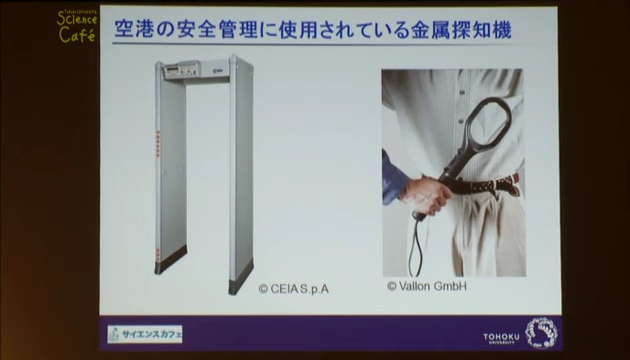 Tohoku University
Science
Café
空港の安全管理に使用されている金属探知機
© CEIA S.p.A
© Vallon GmbH
サイエンスカフェ
TOHOKU
UNIVERSITY